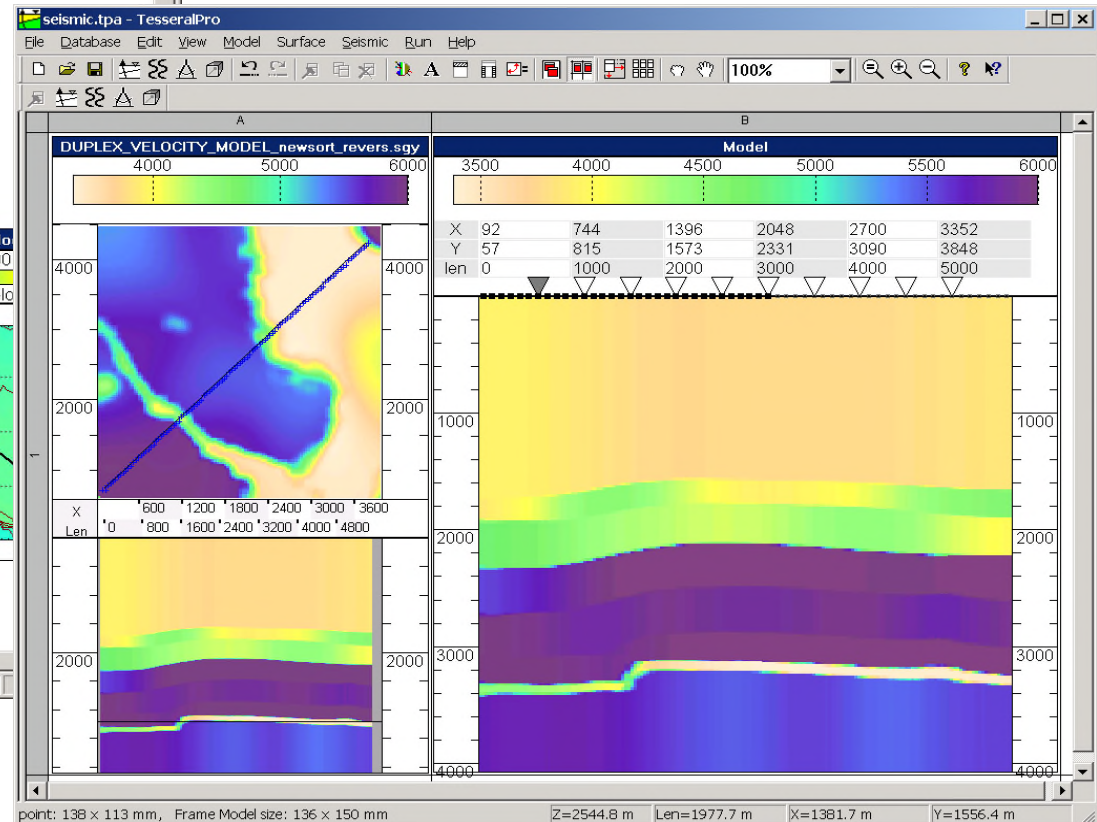 seismic.tpa - TesseralPro
File Database Edit View Model Surface Seismic Run Help
A 100%
A B
DUPLEX_VELOCITY_MODEL_newsort_revers.sgy Model
4000 5000 6000
3500 4000 4500 5000 5500 6000
X 92 744 1396 2048 2700 3352
Y 57 815 1573 2331 3090 3848
len 0 1000 2000 3000 4000 5000
4000 4000
2000 2000
1000 1000
1
X 600 1200 1800 2400 3000 3600
Len 0 800 1600 2400 3200 4000 4800
2000 2000
2000 2000
3000 3000
4000 4000
point: 138 x 113 mm, Frame Model size: 136 x 150 mm Z=2544.8 m Len=1977.7 m X=1381.7 m Y=1556.4 m